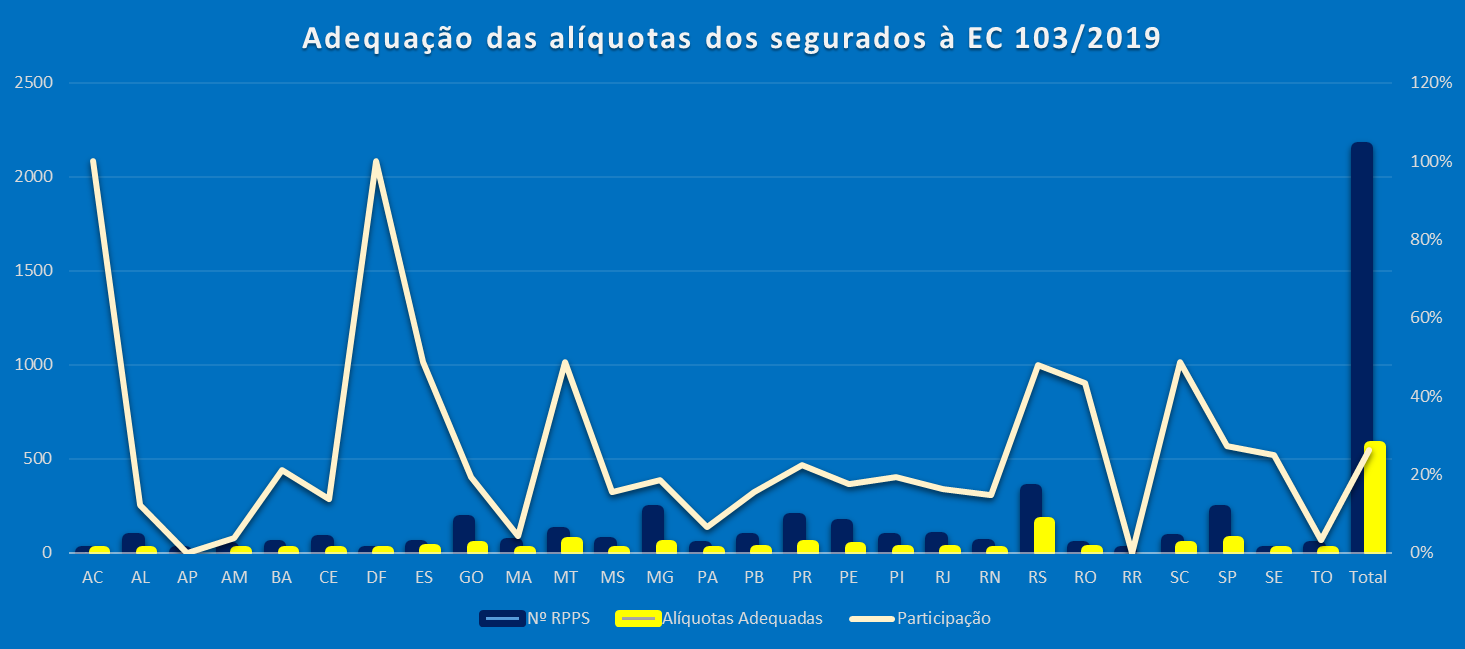 Adequação das alíquotas dos segurados à EC 103/2019
2500 120%
2000 100%
1500 80%
1000 60%
500 40%
0 20%
0%
AC AL AP AM BA CE DF ES GO MA MT MS MG PA PB PR PE PI RJ RN RS RO RR SC SP SE TO Total
Nº RPPS Alíquotas Adequadas Participação